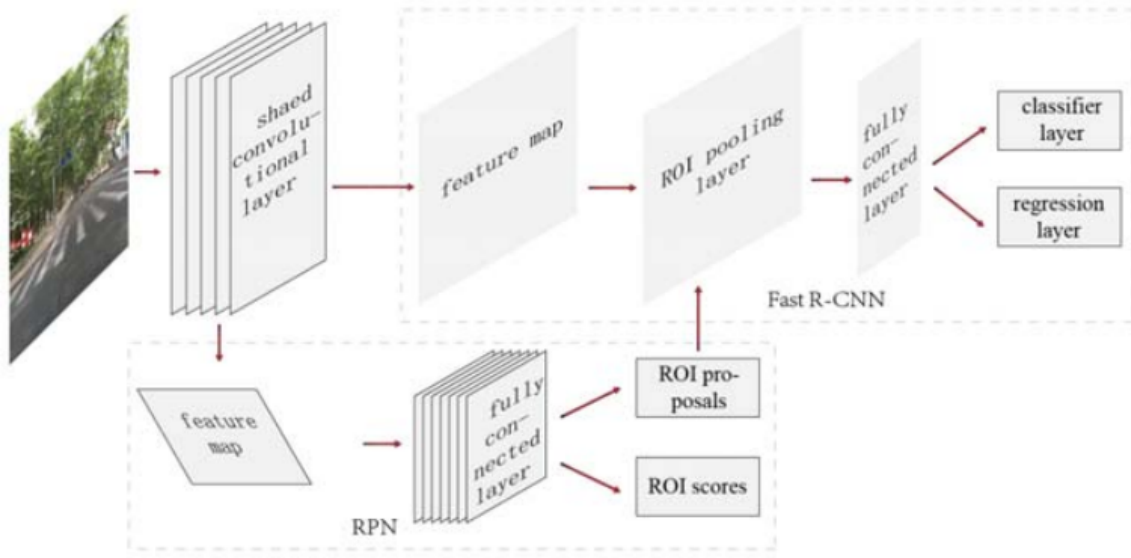 shaed
convolu-
tional
layer
feature map
ROI pooling
layer
fully
con-
nected
layer
classifier
layer
regression
layer
Fast R-CNN
feature
map
fully
con-
nected
layer
ROI pro-
posals
ROI scores
RPN